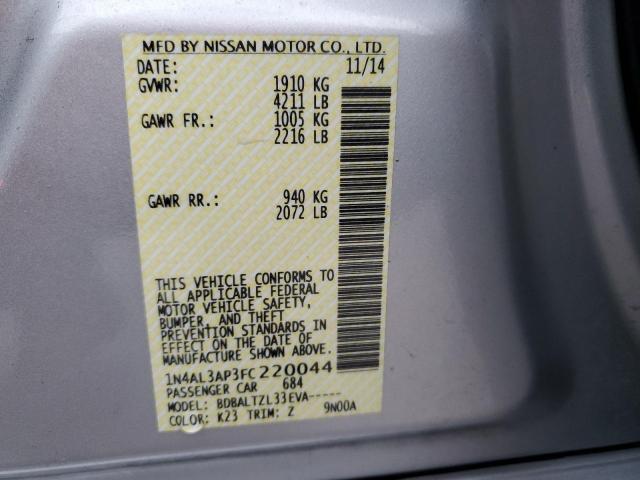 MFD BY NISSAN MOTOR CO., LTD.
DATE: 11/14
GVWR: 1910 KG
4211 LB
GAWR FR.: 1005 KG
2216 LB
GAWR RR.: 940 KG
2072 LB
THIS VEHICLE CONFORMS TO
ALL APPLICABLE FEDERAL
MOTOR VEHICLE SAFETY,
BUMPER, AND THEFT
PREVENTION STANDARDS IN
EFFECT ON THE DATE OF
MANUFACTURE SHOWN ABOVE.
1N4AL3AP3FC220044
PASSENGER CAR 684
MODEL: BDBALTZL33EVA-----
COLOR: K23 TRIM: Z 9N00A